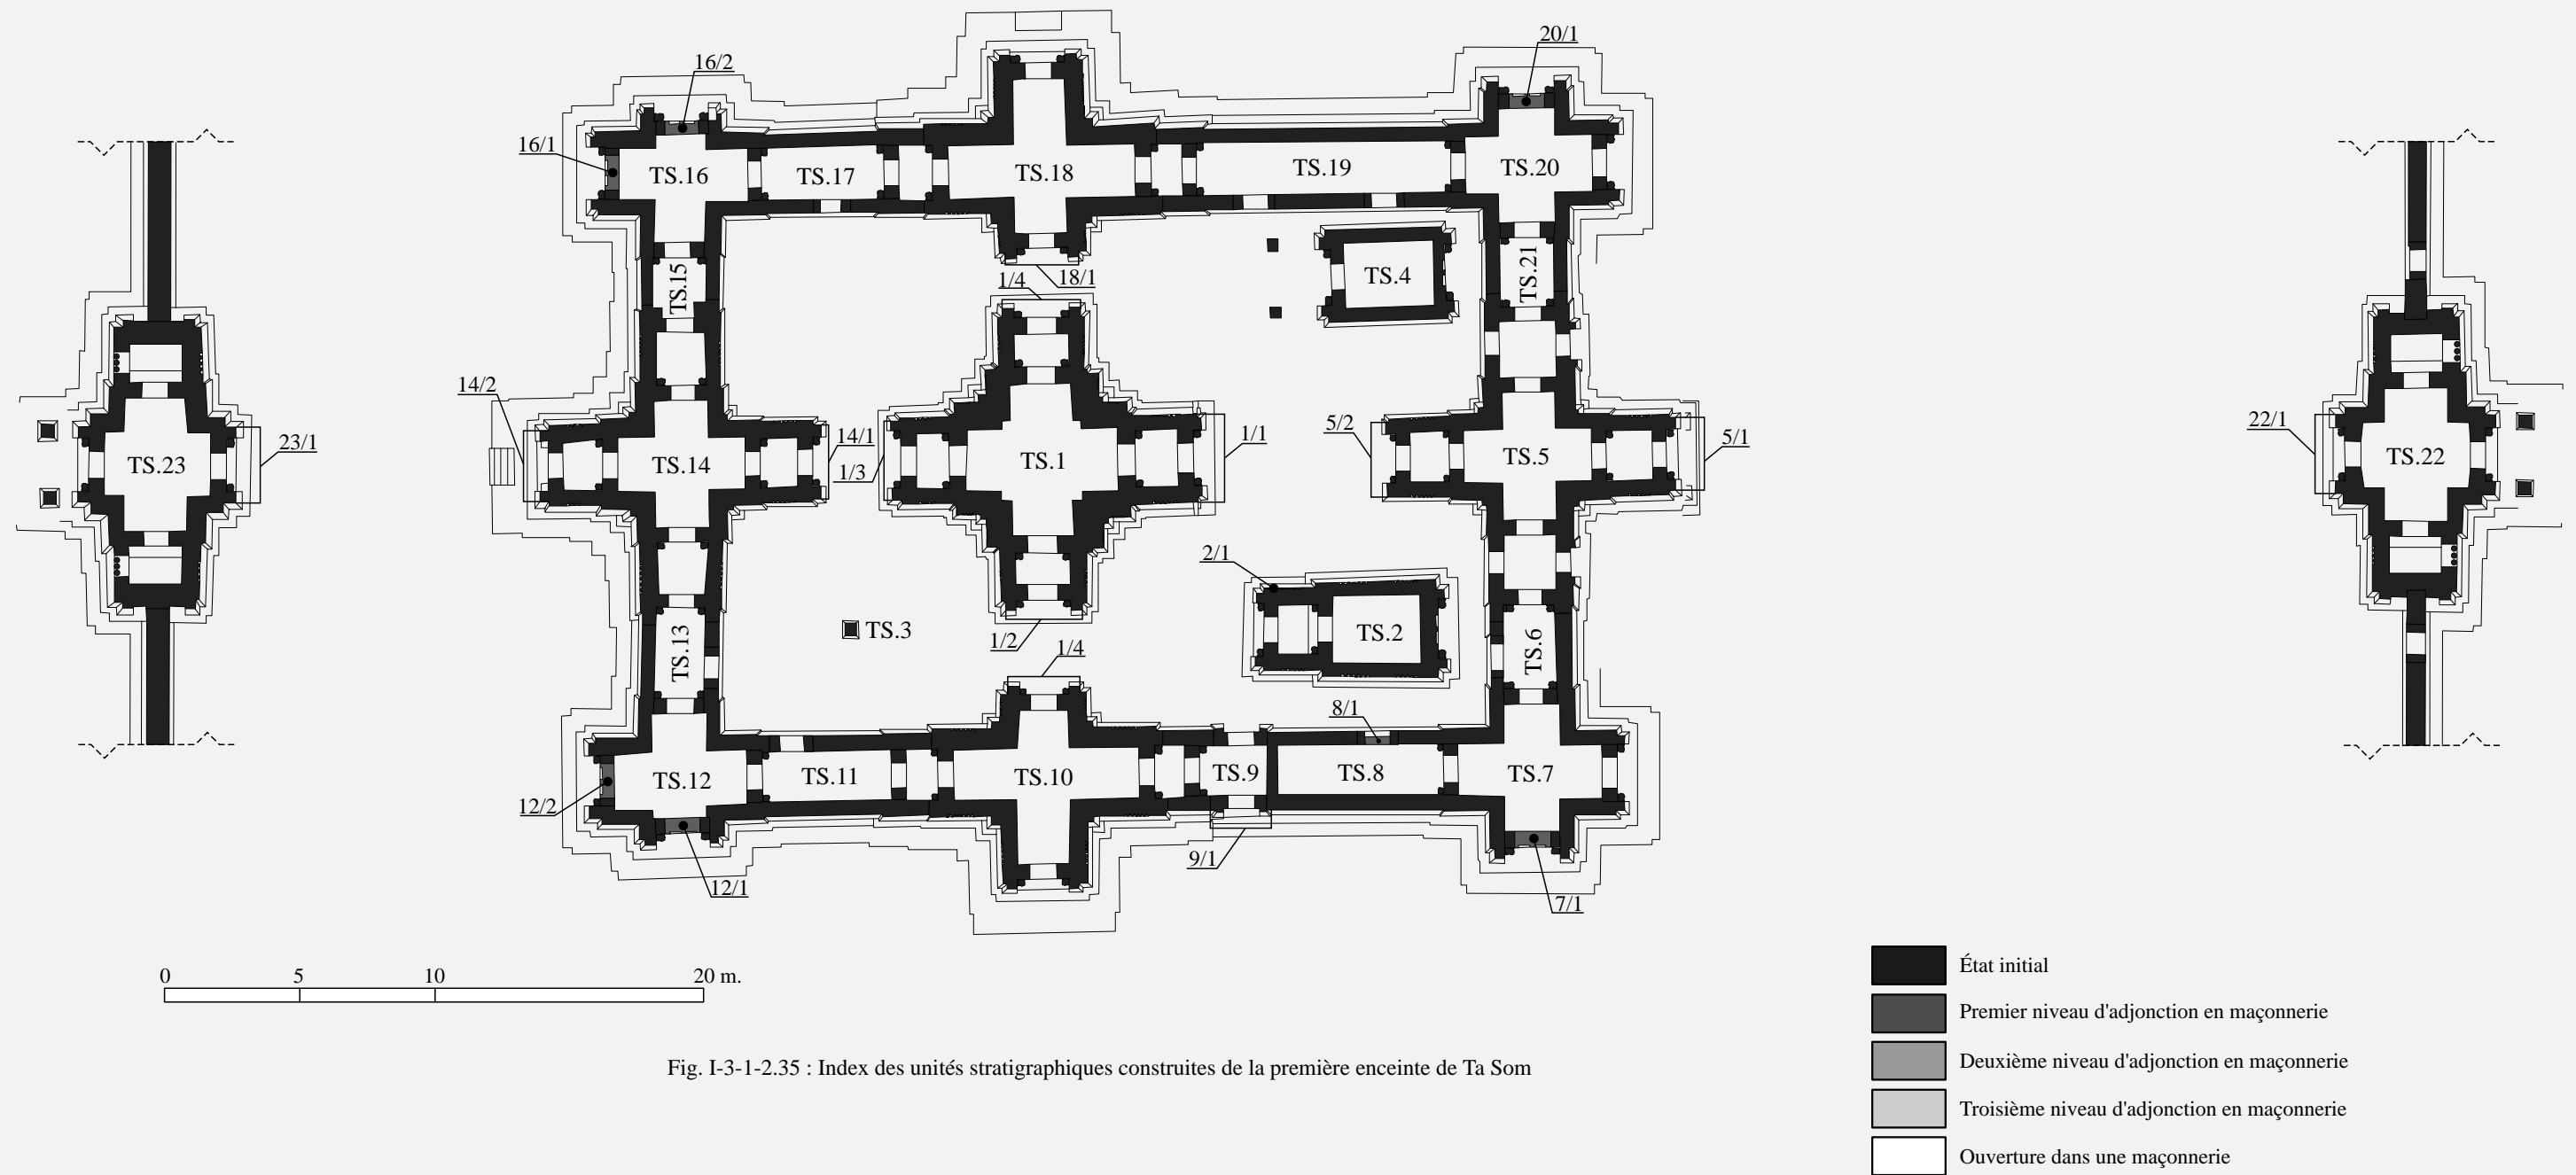 20/1
16/2
16/1
TS.16
TS.17
TS.18
TS.19
TS.20
TS.15
1/4
18/1
TS.4
TS.21
14/2
23/1
TS.23
TS.14
14/1
1/3
TS.1
1/1
5/2
TS.5
5/1
22/1
TS.22
2/1
TS.3
1/2
1/4
TS.2
TS.13
TS.6
8/1
TS.12
TS.11
TS.10
TS.9
TS.8
TS.7
12/2
12/1
9/1
7/1
0 5 10 20 m.
État initial
Premier niveau d'adjonction en maçonnerie
Deuxième niveau d'adjonction en maçonnerie
Troisième niveau d'adjonction en maçonnerie
Ouverture dans une maçonnerie
Fig. I-3-1-2.35 : Index des unités stratigraphiques construites de la première enceinte de Ta Som